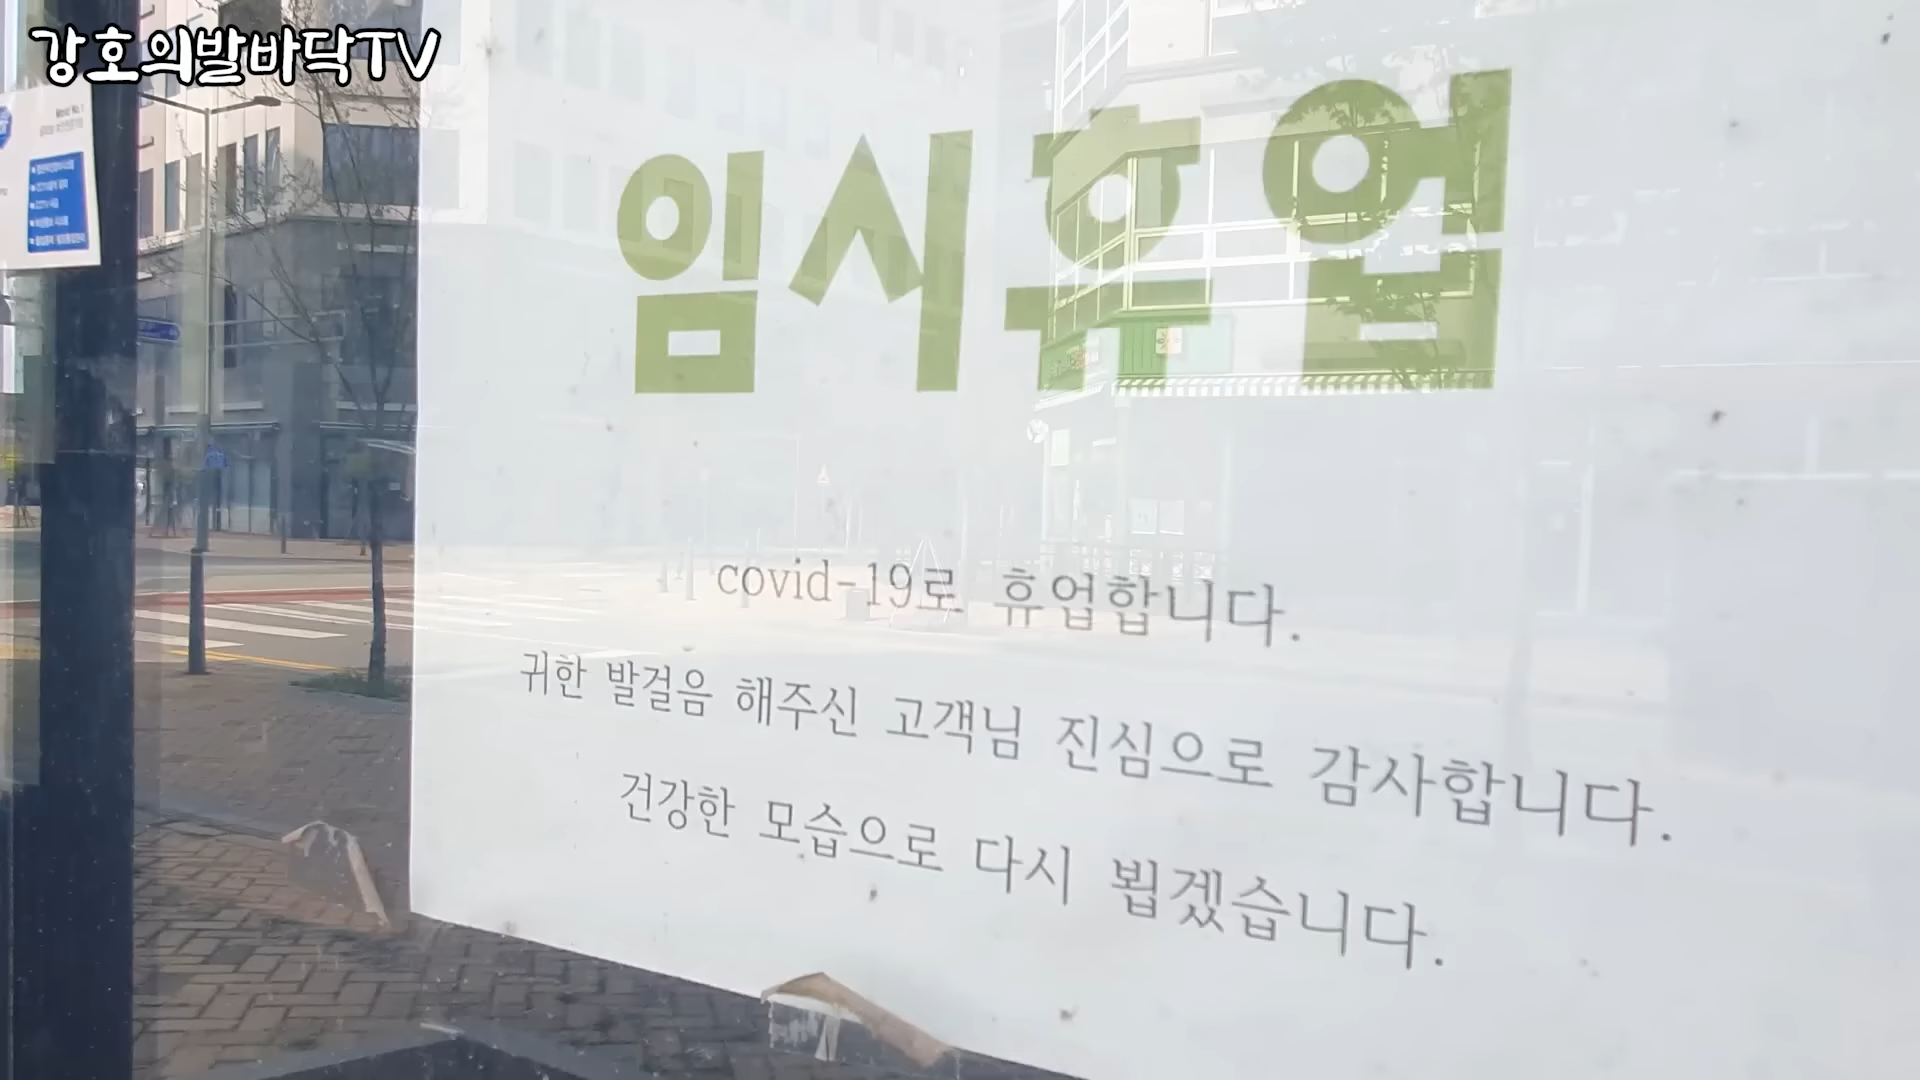 강호의발바닥TV
임시휴업
covid-19로 휴업합니다.
귀한 발걸음 해주신 고객님 진심으로 감사합니다.
건강한 모습으로 다시 뵙겠습니다.